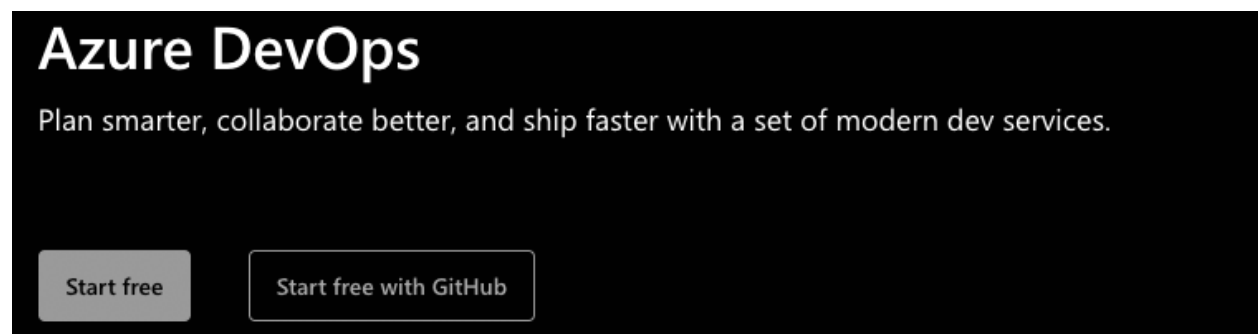 Azure DevOps
Plan smarter, collaborate better, and ship faster with a set of modern dev services.
Start free
Start free with GitHub